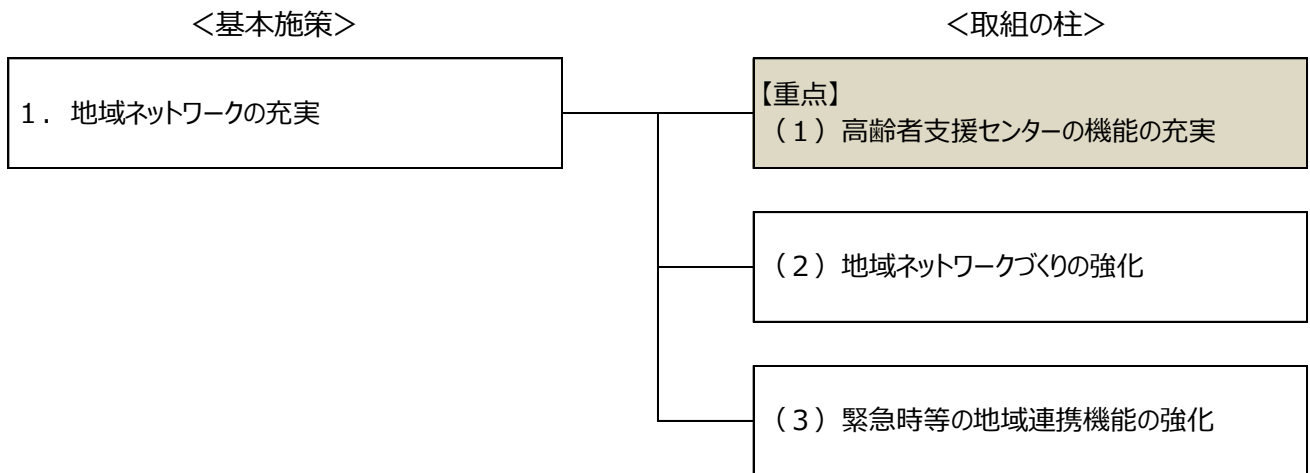 <基本施策>
<取組の柱>
1．地域ネットワークの充実
【重点】
（1）高齢者支援センターの機能の充実
（2）地域ネットワークづくりの強化
（3）緊急時等の地域連携機能の強化